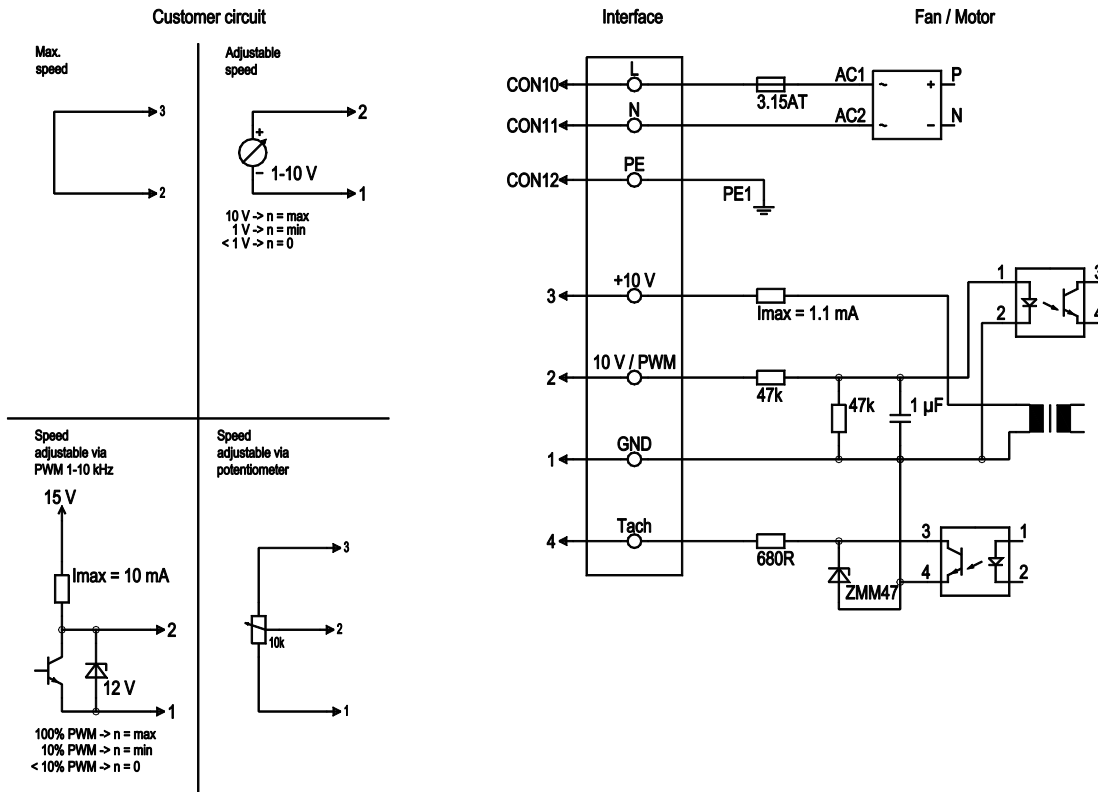 Customer circuit
Interface
Fan / Motor
Max.
speed
3
2
Adjustable
speed
2
+
1-10 V
–
1
10 V -> n = max
1 V -> n = min
< 1 V -> n = 0
Speed
adjustable via
PWM 1-10 kHz
15 V
Imax = 10 mA
2
12 V
1
100% PWM -> n = max
10% PWM -> n = min
< 10% PWM -> n = 0
Speed
adjustable via
potentiometer
3
2
10k
1
CON10
L
3.15AT
AC1
~
+
P
CON11
N
AC2
~
–
N
CON12
PE
PE1
3
+10 V
Imax = 1.1 mA
1
2
3
4
2
10 V / PWM
47k
47k
1 µF
1
GND
4
Tach
680R
ZMM47
3
4
1
2